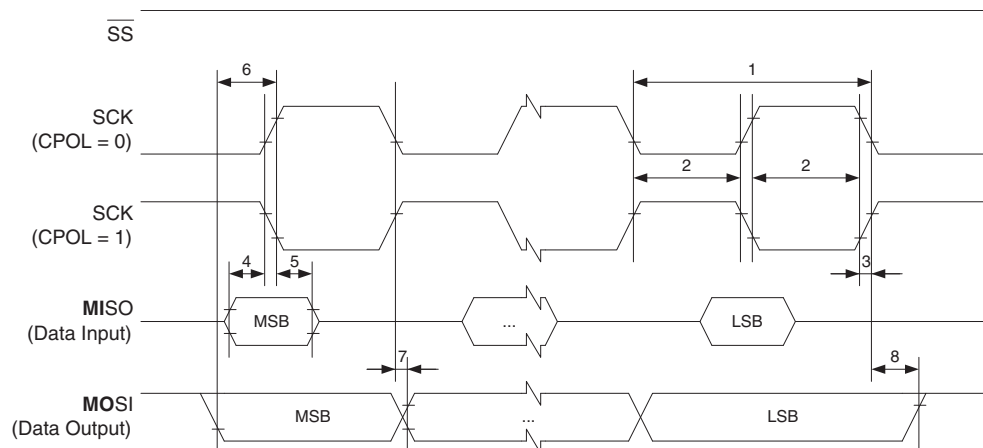 SS
6
1
SCK
(CPOL = 0)
2
2
SCK
(CPOL = 1)
4
5
3
MISO
(Data Input)
MSB
...
LSB
7
8
MOSI
(Data Output)
MSB
...
LSB